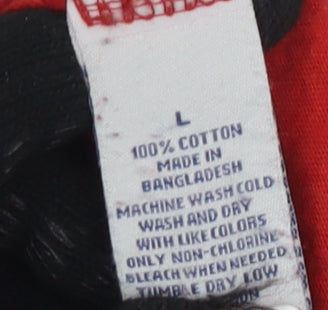 L
100% COTTON
MADE IN
BANGLADESH
MACHINE WASH COLD
WASH AND DRY
WITH LIKE COLORS
ONLY NON-CHLORINE
BLEACH WHEN NEEDED
TUMBLE DRY LOW